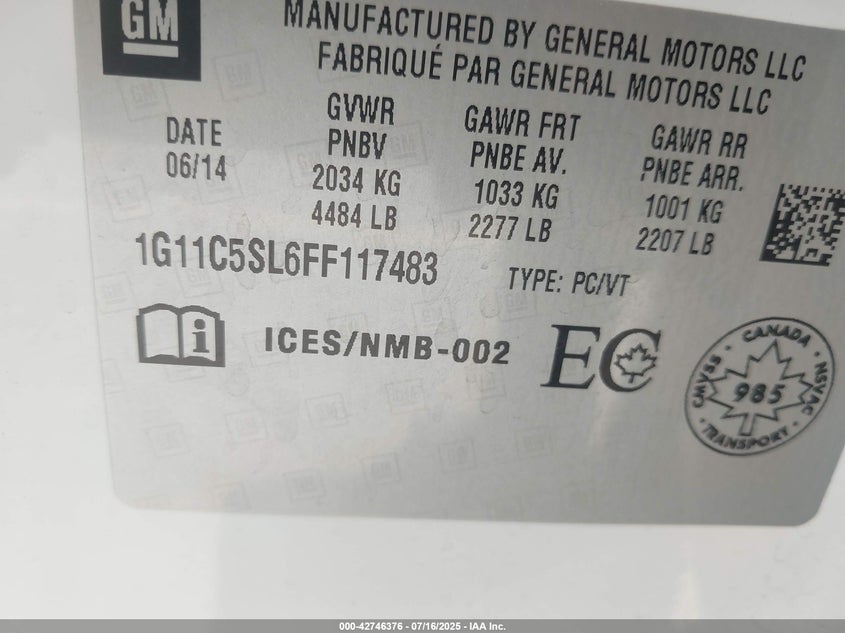 GM
MANUFACTURED BY GENERAL MOTORS LLC
FABRIQUÉ PAR GENERAL MOTORS LLC
DATE
06/14
GVWR
PNBV
2034 KG
4484 LB
GAWR FRT
PNBE AV.
1033 KG
2277 LB
GAWR RR
PNBE ARR.
1001 KG
2207 LB
1G11C5SL6FF117483
TYPE: PC/VT
ICES/NMB-002
EC
CANADA
CMVSS
NSVAC
985
TRANSPORT
000-42746376 - 07/16/2025 - IAA Inc.